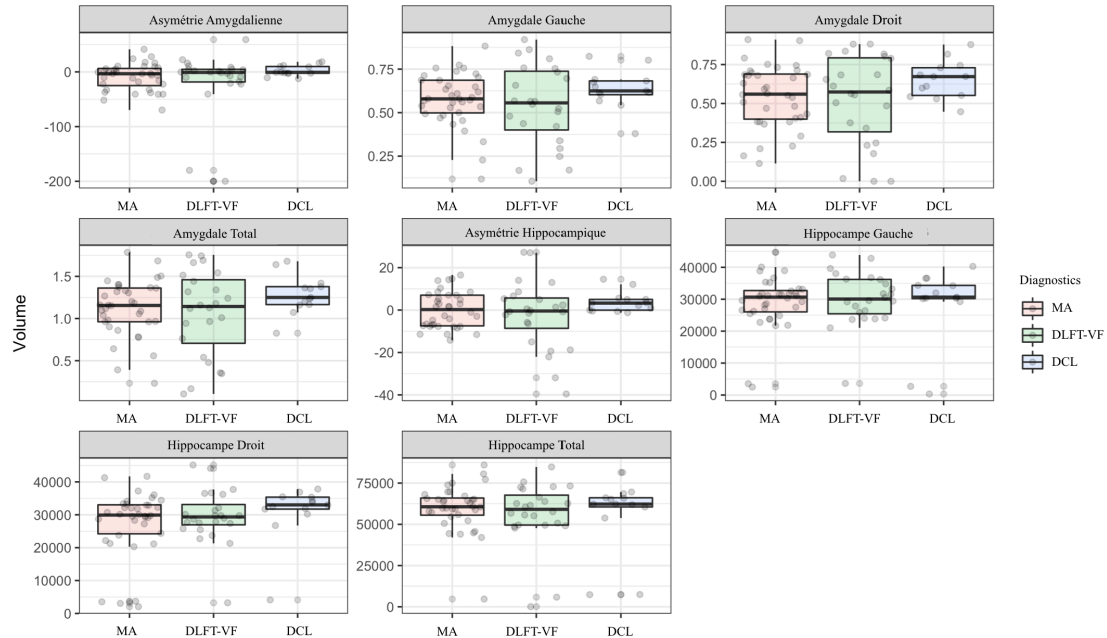 Asymétrie Amygdalienne
Amygdale Gauche
Amygdale Droit
0
-100
-200
0.75
0.50
0.25
0.75
0.50
0.25
0.00
MA DLFT-VF DCL
MA DLFT-VF DCL
MA DLFT-VF DCL
Amygdale Total
Asymétrie Hippocampique
Hippocampe Gauche
Volume
1.5
1.0
0.5
20
0
-20
-40
40000
30000
20000
10000
0
MA DLFT-VF DCL
MA DLFT-VF DCL
MA DLFT-VF DCL
Diagnostics
MA
DLFT-VF
DCL
Hippocampe Droit
Hippocampe Total
40000
30000
20000
10000
0
75000
50000
25000
0
MA DLFT-VF DCL
MA DLFT-VF DCL